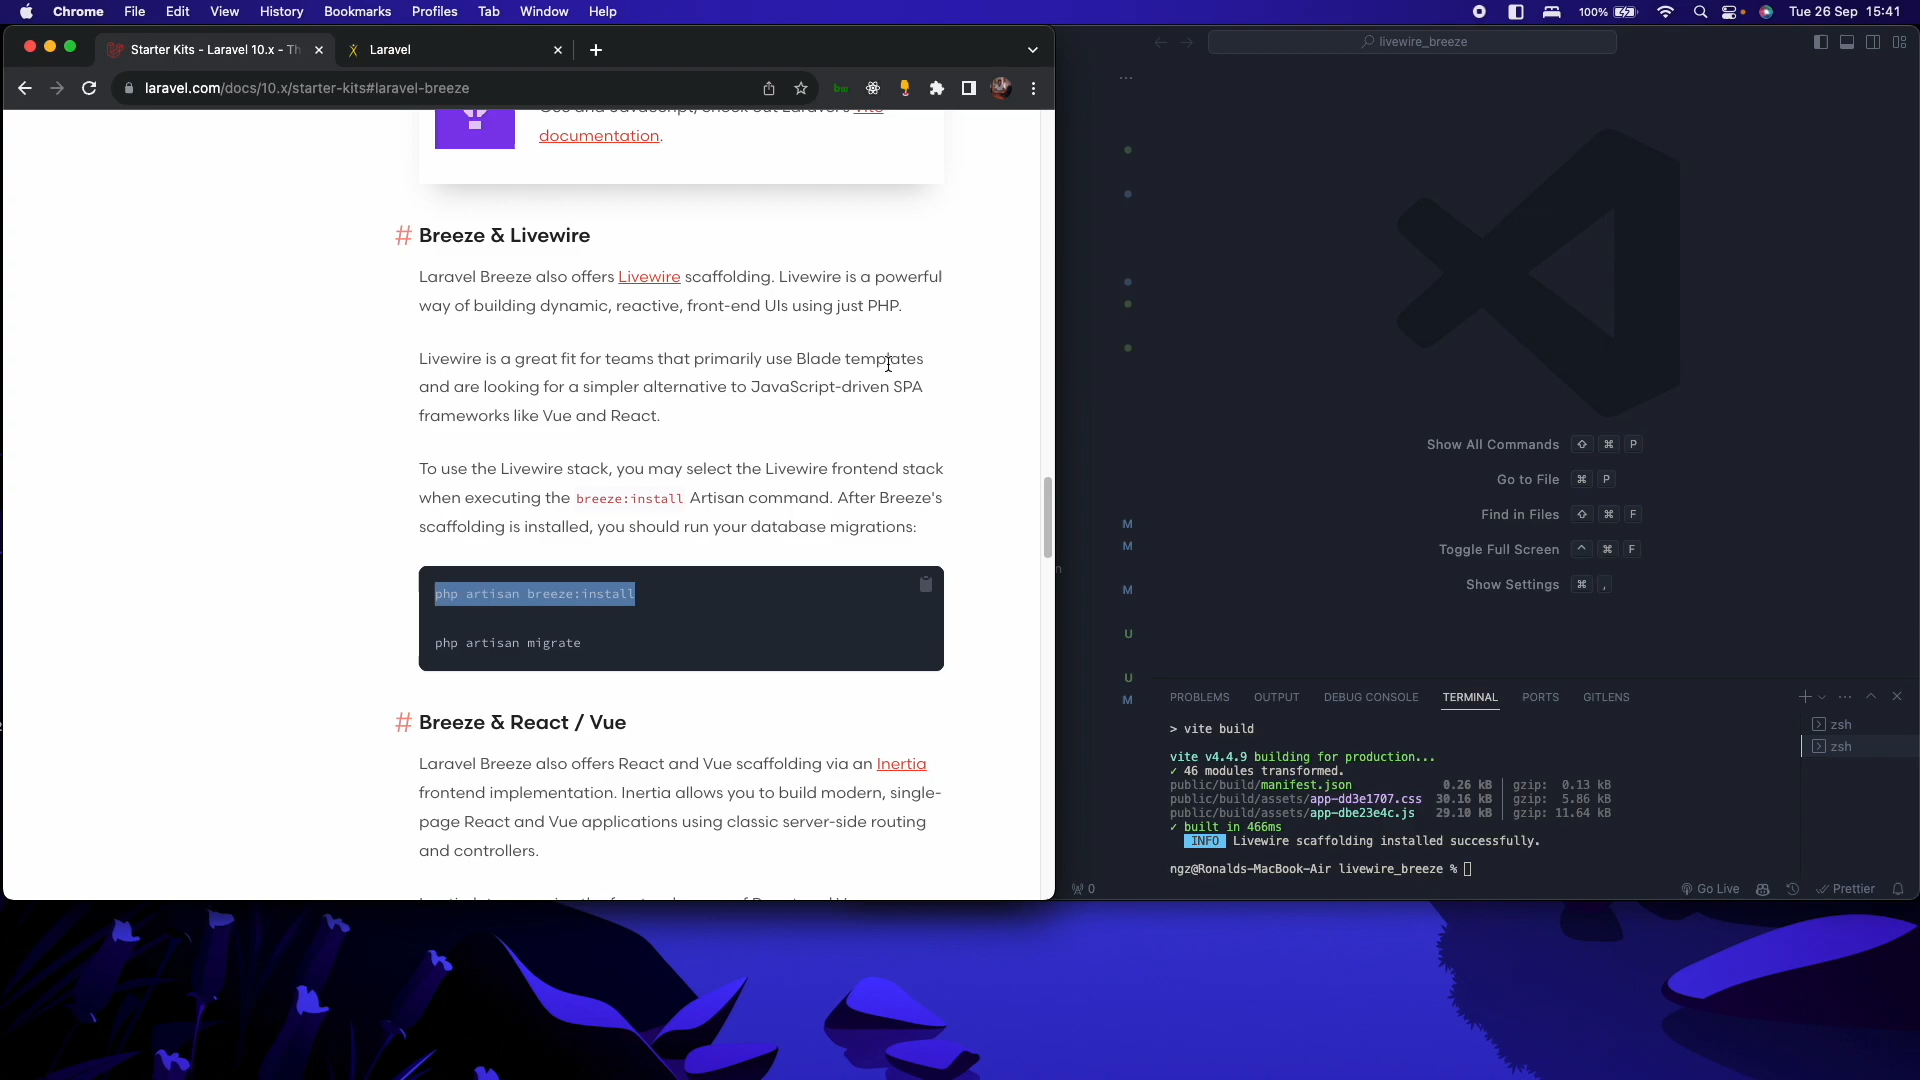 Chrome File Edit View History Bookmarks Profiles Tab Window Help
100% Tue 26 Sep 15:41
Starter Kits - Laravel 10.x - Th
Laravel
laravel.com/docs/10.x/starter-kits#laravel-breeze
documentation.
Breeze & Livewire
Laravel Breeze also offers Livewire scaffolding. Livewire is a powerful
way of building dynamic, reactive, front-end UIs using just PHP.
Livewire is a great fit for teams that primarily use Blade templates
and are looking for a simpler alternative to JavaScript-driven SPA
frameworks like Vue and React.
To use the Livewire stack, you may select the Livewire frontend stack
when executing the breeze:install Artisan command. After Breeze's
scaffolding is installed, you should run your database migrations:
php artisan breeze:install
php artisan migrate
# Breeze & React / Vue
Laravel Breeze also offers React and Vue scaffolding via an Inertia
frontend implementation. Inertia allows you to build modern, single-
page React and Vue applications using classic server-side routing
and controllers.
livewire_breeze
M
M
M
U
U
M
Show All Commands ⇧ ⌘ P
Go to File ⌘ P
Find in Files ⇧ ⌘ F
Toggle Full Screen ^ ⌘ F
Show Settings ⌘ ,
PROBLEMS OUTPUT DEBUG CONSOLE TERMINAL PORTS GITLENS
zsh
zsh
> vite build
vite v4.4.9 building for production...
✓ 46 modules transformed.
public/build/manifest.json 0.26 kB │ gzip: 0.13 kB
public/build/assets/app-dd3e1707.css 30.16 kB │ gzip: 5.86 kB
public/build/assets/app-dbe23e4c.js 29.10 kB │ gzip: 11.64 kB
✓ built in 466ms
INFO Livewire scaffolding installed successfully.
ngz@Ronalds-MacBook-Air livewire_breeze %
0 Go Live Prettier